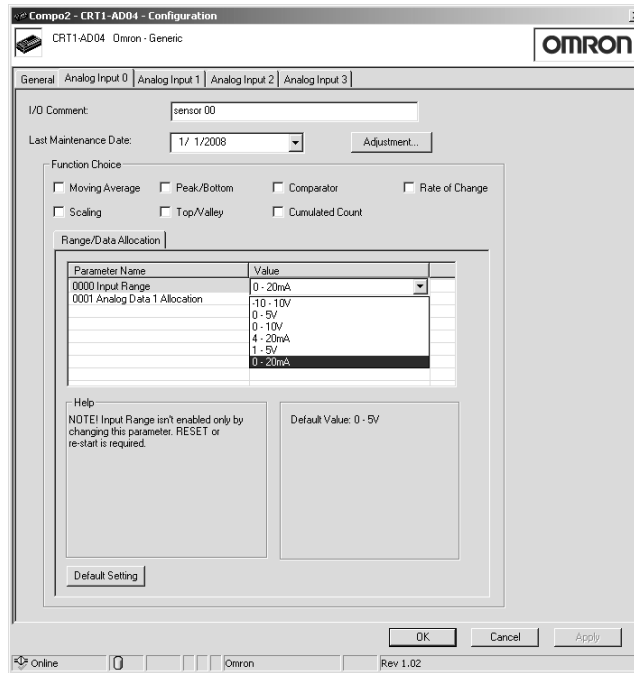 Compo2 - CRT1-AD04 - Configuration
CRT1-AD04 Omron - Generic
OMRON
General Analog Input 0 Analog Input 1 Analog Input 2 Analog Input 3
I/O Comment: sensor 00
Last Maintenance Date: 1/ 1/2008 Adjustment...
Function Choice
Moving Average Peak/Bottom Comparator Rate of Change
Scaling Top/Valley Cumulated Count
Range/Data Allocation
Parameter Name Value
0000 Input Range 0 - 20mA
0001 Analog Data 1 Allocation
-10 - 10V
0 - 5V
0 - 10V
4 - 20mA
1 - 5V
0 - 20mA
Help
NOTE! Input Range isn't enabled only by
changing this parameter. RESET or
re-start is required.
Default Value: 0 - 5V
Default Setting
OK Cancel Apply
Online Omron Rev 1.02